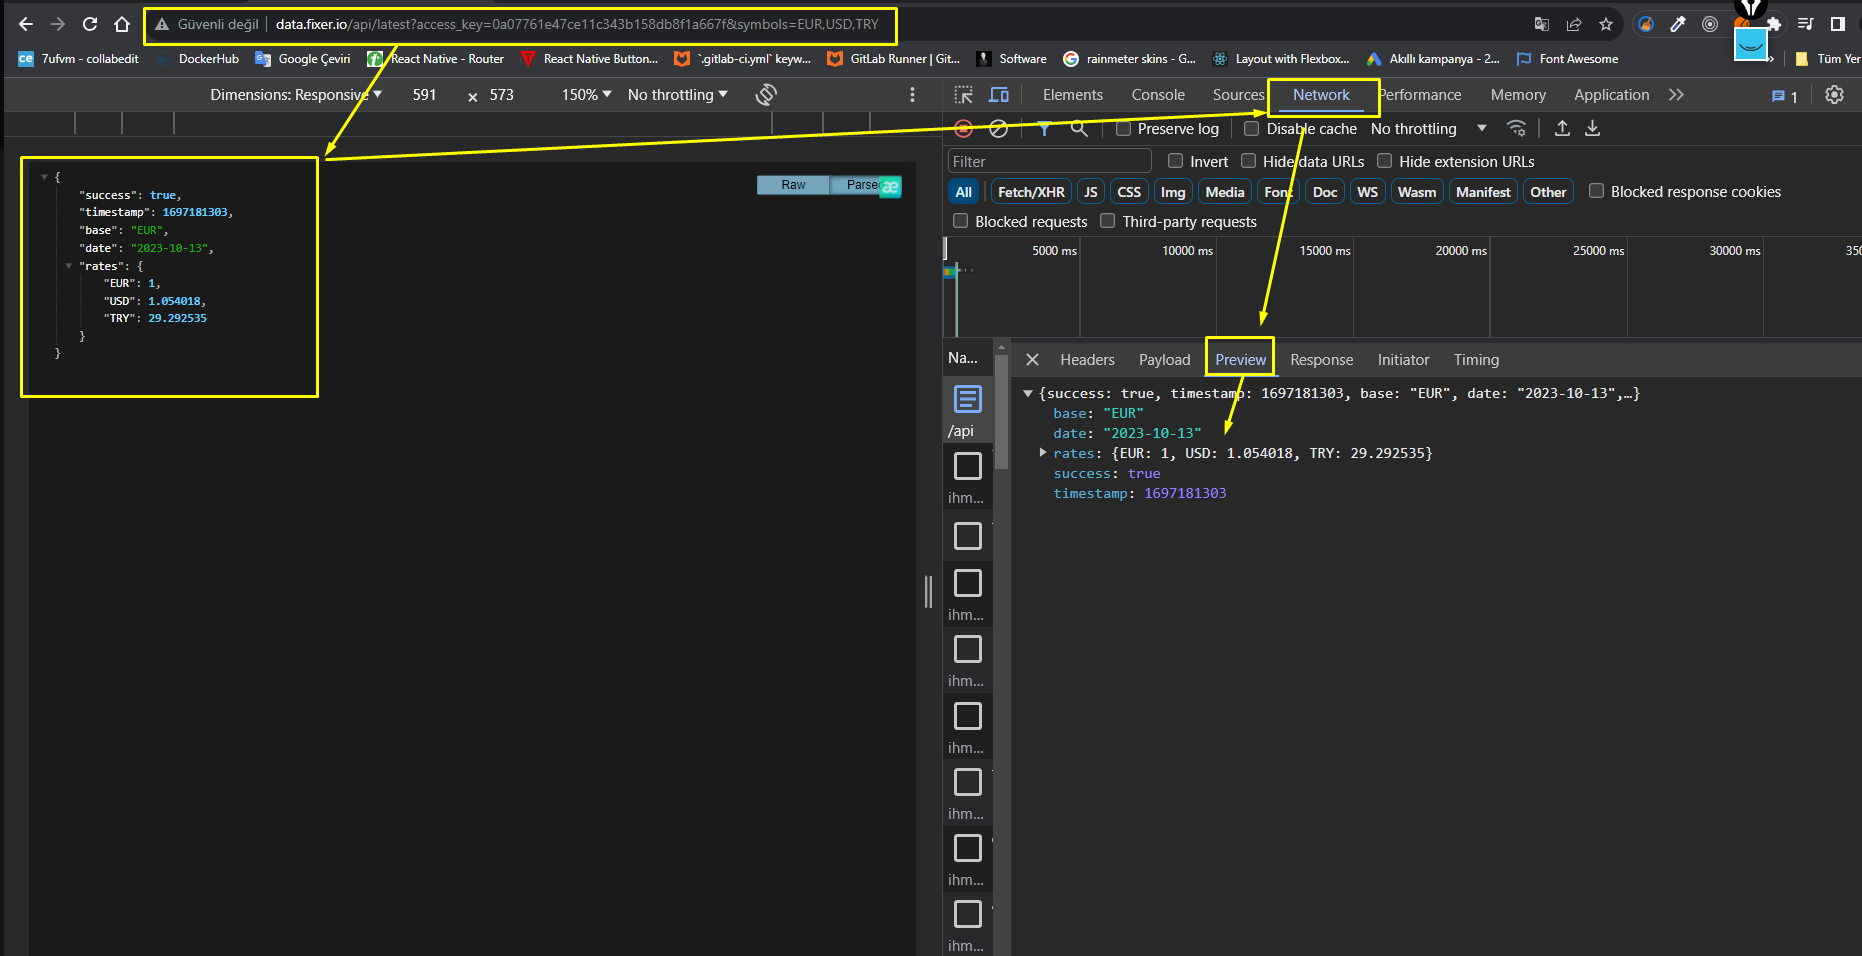 Güvenli değil | data.fixer.io/api/latest?access_key=0a07761e47ce11c343b158db8f1a667f&symbols=EUR,USD,TRY
ce 7ufvm - collabedit DockerHub Google Çeviri React Native - Router React Native Button... `.gitlab-ci.yml` keyw... GitLab Runner | Git... Software rainmeter skins - G... Layout with Flexbox... Akıllı kampanya - 2... Font Awesome » Tüm Yer
Dimensions: Responsive 591 × 573 150% No throttling
{
"success": true,
"timestamp": 1697181303,
"base": "EUR",
"date": "2023-10-13",
"rates": {
"EUR": 1,
"USD": 1.054018,
"TRY": 29.292535
}
}
Raw Parsed
æ
Elements Console Sources Network Performance Memory Application » 1
Preserve log Disable cache No throttling
Filter Invert Hide data URLs Hide extension URLs
All Fetch/XHR JS CSS Img Media Font Doc WS Wasm Manifest Other Blocked response cookies
Blocked requests Third-party requests
5000 ms 10000 ms 15000 ms 20000 ms 25000 ms 30000 ms 350
Na... Headers Payload Preview Response Initiator Timing
/api
ihm...
ihm...
ihm...
ihm...
ihm...
ihm...
ihm...
{success: true, timestamp: 1697181303, base: "EUR", date: "2023-10-13",…}
base: "EUR"
date: "2023-10-13"
rates: {EUR: 1, USD: 1.054018, TRY: 29.292535}
success: true
timestamp: 1697181303